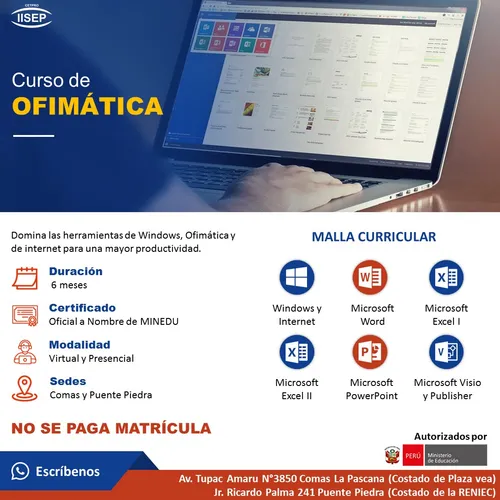 CETPRO
IISEP
Curso de
OFIMÁTICA
Domina las herramientas de Windows, Ofimática y
de internet para una mayor productividad.
Duración
6 meses
Certificado
Oficial a Nombre de MINEDU
Modalidad
Virtual y Presencial
Sedes
Comas y Puente Piedra
NO SE PAGA MATRÍCULA
MALLA CURRICULAR
Windows y
Internet
Microsoft
Word
Microsoft
Excel I
Microsoft
Excel II
Microsoft
PowerPoint
Microsoft Visio
y Publisher
Autorizados por
PERÚ
Ministerio
de Educación
Escríbenos
Av. Tupac Amaru N°3850 Comas La Pascana (Costado de Plaza vea)
Jr. Ricardo Palma 241 Puente Piedra (Costado de la RENIEC)